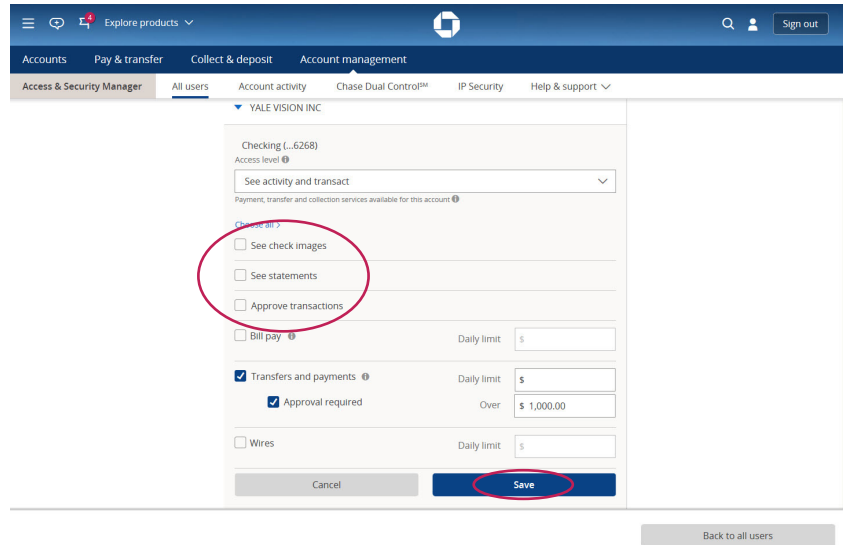 4
Explore products
Sign out
Accounts Pay & transfer Collect & deposit Account management
Access & Security Manager All users Account activity Chase Dual Control℠ IP Security Help & support
YALE VISION INC
Checking (...6268)
Access level
See activity and transact
Payment, transfer and collection services available for this account
Choose all >
See check images
See statements
Approve transactions
Bill pay Daily limit $
Transfers and payments Daily limit $
Approval required Over $ 1,000.00
Wires Daily limit $
Cancel Save
Back to all users